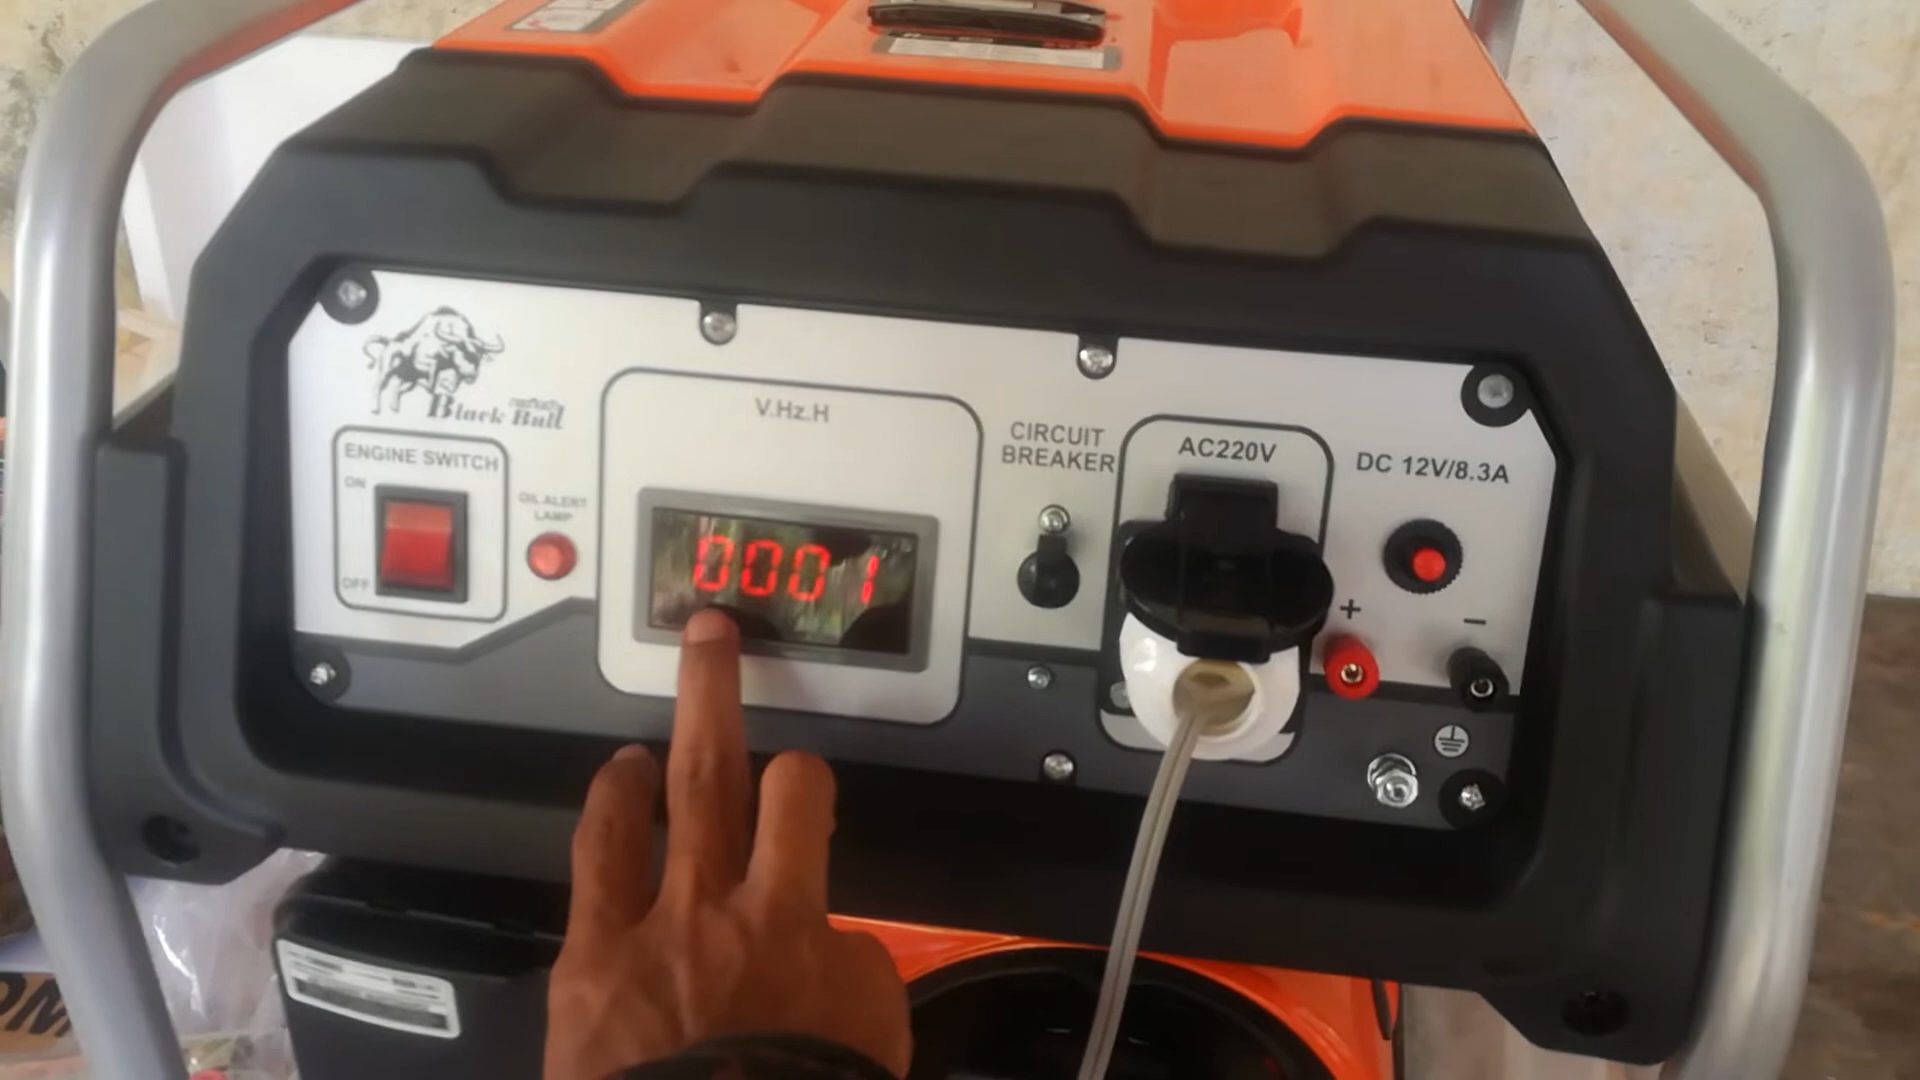 Black Bull
V.Hz.H
ENGINE SWITCH
ON
OFF
OIL ALERT
LAMP
0001
CIRCUIT
BREAKER
AC220V
DC 12V/8.3A
+
−